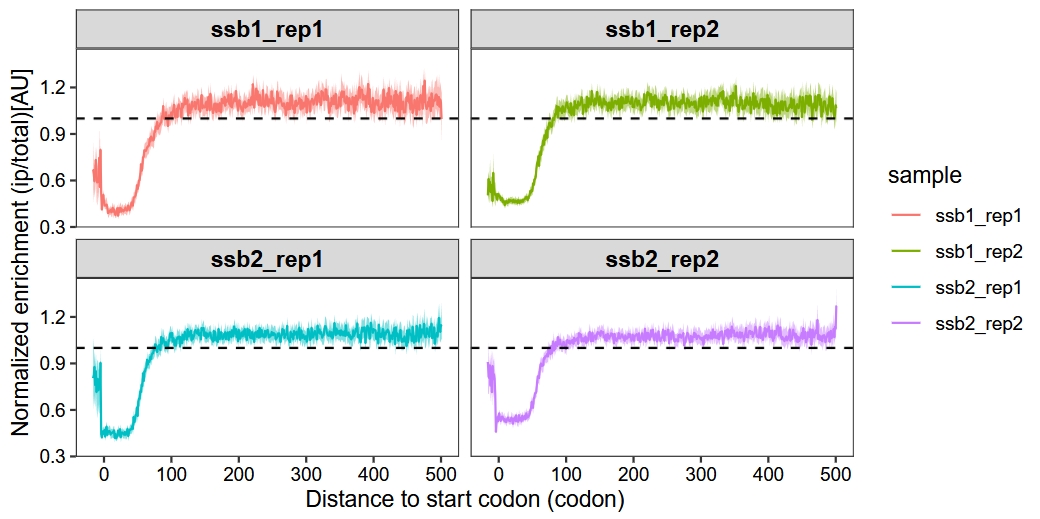 ssb1_rep1
ssb1_rep2
1.2
0.9
0.6
0.3
ssb2_rep1
ssb2_rep2
1.2
0.9
0.6
0.3
0 100 200 300 400 500
0 100 200 300 400 500
Distance to start codon (codon)
Normalized enrichment (ip/total)[AU]
sample
ssb1_rep1
ssb1_rep2
ssb2_rep1
ssb2_rep2